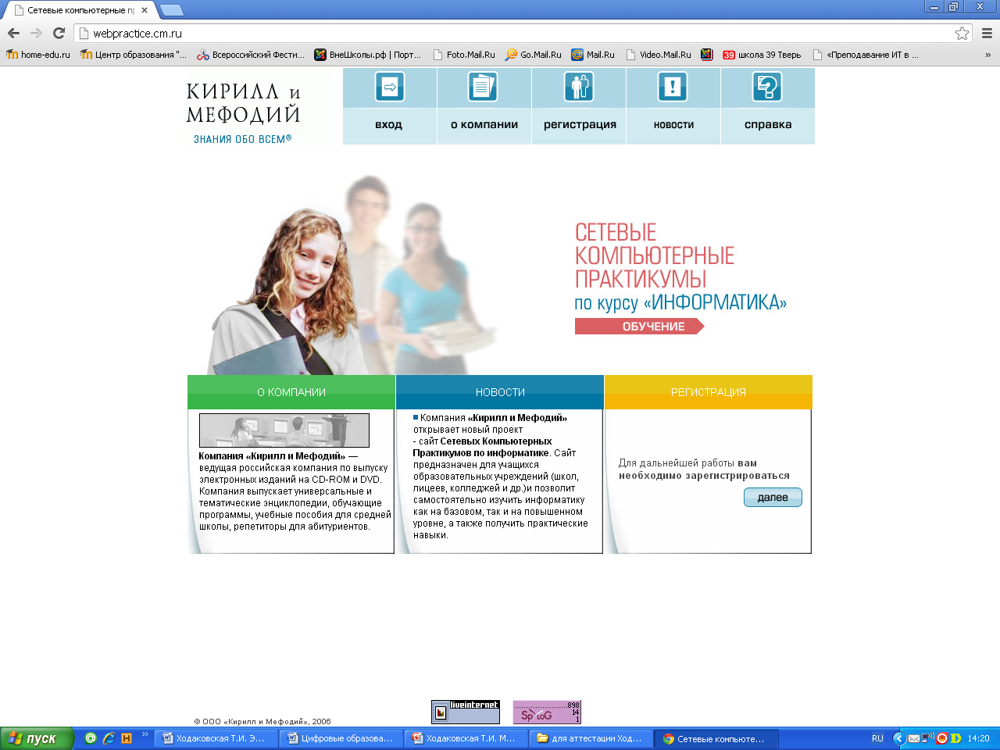 Сетевые компьютерные п
webpractice.cm.ru
home-edu.ru
Центр образования "...
Всероссийский Фести...
ВнеШколы.рф | Порт...
Foto.Mail.Ru
Go.Mail.Ru
Mail.Ru
Video.Mail.Ru
39 школа 39 Тверь
«Преподавание ИТ в ...
»
КИРИЛЛ и
МЕФОДИЙ
ЗНАНИЯ ОБО ВСЕМ®
вход
о компании
регистрация
новости
справка
СЕТЕВЫЕ
КОМПЬЮТЕРНЫЕ
ПРАКТИКУМЫ
по курсу «ИНФОРМАТИКА»
ОБУЧЕНИЕ
О КОМПАНИИ
Компания «Кирилл и Мефодий» —
ведущая российская компания по выпуску
электронных изданий на CD-ROM и DVD.
Компания выпускает универсальные и
тематические энциклопедии, обучающие
программы, учебные пособия для средней
школы, репетиторы для абитуриентов.
НОВОСТИ
Компания «Кирилл и Мефодий»
открывает новый проект
- сайт Сетевых Компьютерных
Практикумов по информатике. Сайт
предназначен для учащихся
образовательных учреждений (школ,
лицеев, колледжей и др.)и позволит
самостоятельно изучить информатику
как на базовом, так и на повышенном
уровне, а также получить практические
навыки.
РЕГИСТРАЦИЯ
Для дальнейшей работы вам
необходимо зарегистрироваться
далее
© ООО «Кирилл и Мефодий», 2006
liveinternet
SpyLOG
898
14
1
пуск
»
Ходаковская Т.И. Э...
Цифровые образова...
Ходаковская Т.И. М...
для аттестации Ход...
Сетевые компьюте...
RU
14:20